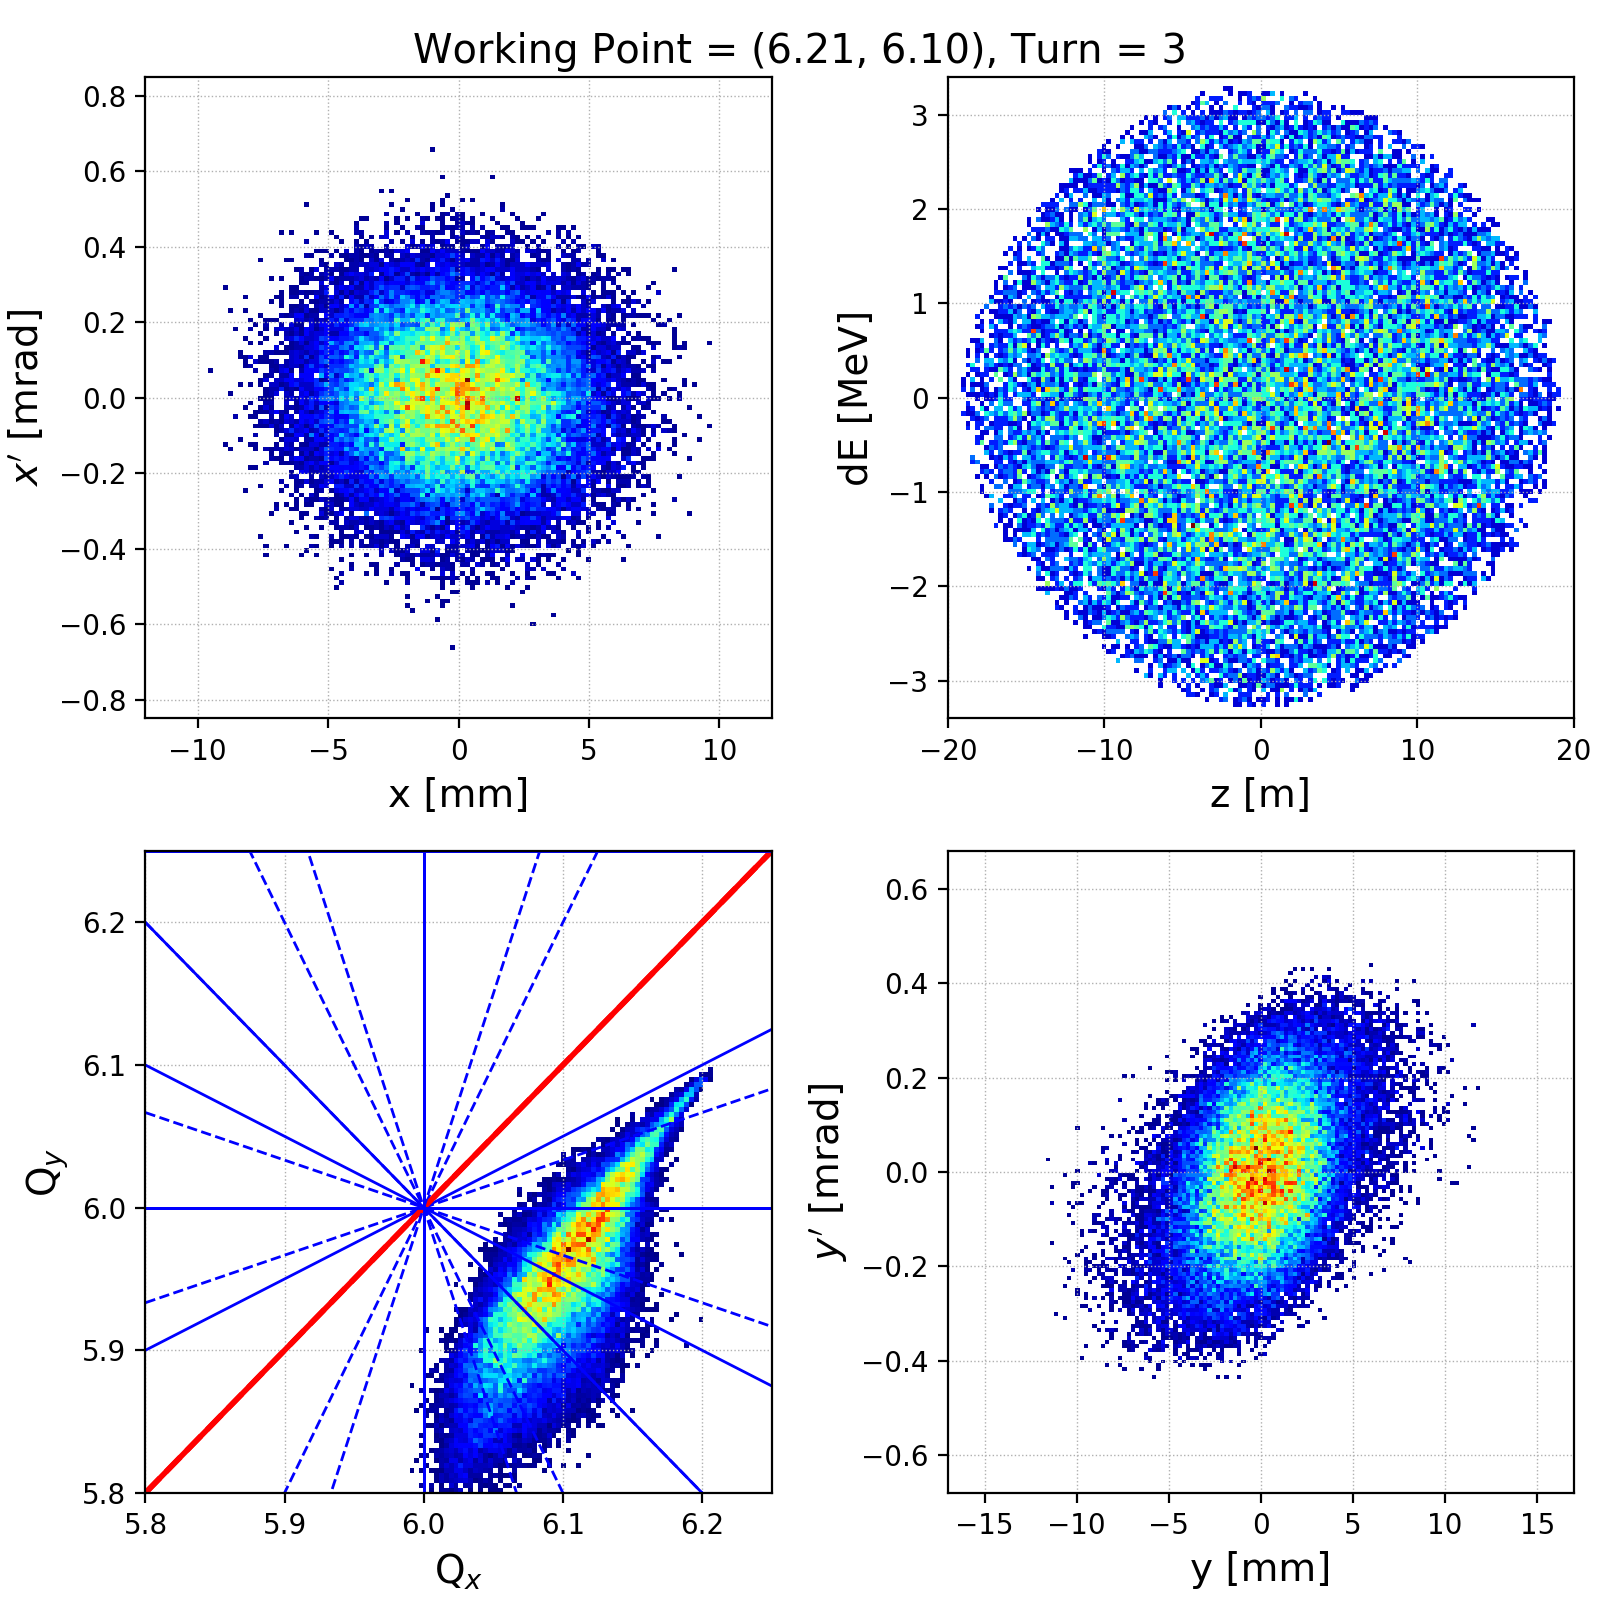 Working Point = (6.21, 6.10), Turn = 3
0.8
0.6
0.4
0.2
0.0
−0.2
−0.4
−0.6
−0.8
x′ [mrad]
−10 −5 0 5 10
x [mm]
3
2
1
0
−1
−2
−3
dE [MeV]
−20 −10 0 10 20
z [m]
6.2
6.1
6.0
5.9
5.8
Qy
5.8 5.9 6.0 6.1 6.2
Qx
0.6
0.4
0.2
0.0
−0.2
−0.4
−0.6
y′ [mrad]
−15 −10 −5 0 5 10 15
y [mm]